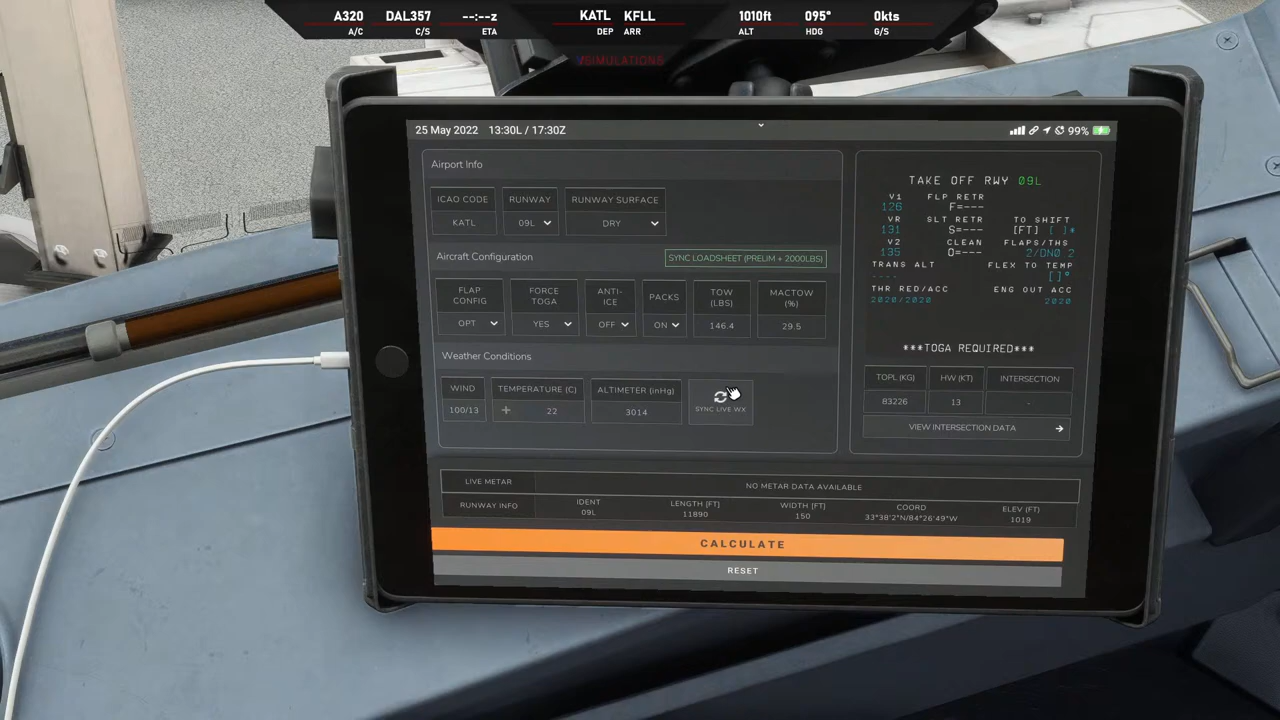 A320 DAL357 --:--z KATL KFLL 1010ft 095° 0kts
A/C C/S ETA DEP ARR ALT HDG G/S
VSIMULATIONS
25 May 2022 13:30L / 17:30Z 99%
Airport Info
ICAO CODE RUNWAY RUNWAY SURFACE
KATL 09L DRY
Aircraft Configuration SYNC LOADSHEET (PRELIM + 2000LBS)
FLAP CONFIG FORCE TOGA ANTI-ICE PACKS TOW (LBS) MACTOW (%)
OPT YES OFF ON 146.4 29.5
Weather Conditions
WIND TEMPERATURE (C) ALTIMETER (inHg)
100/13 + 22 3014 SYNC LIVE WX
TAKE OFF RWY 09L
V1 FLP RETR
126 F=---
VR SLT RETR TO SHIFT
131 S=--- [FT] [ ]*
V2 CLEAN FLAPS/THS
135 O=--- 2/DN0.2
TRANS ALT FLEX TO TEMP
---- [ ]°
THR RED/ACC ENG OUT ACC
2020/2020 2020
***TOGA REQUIRED***
TOPL (KG) HW (KT) INTERSECTION
83226 13 -
VIEW INTERSECTION DATA →
LIVE METAR NO METAR DATA AVAILABLE
RUNWAY INFO IDENT LENGTH (FT) WIDTH (FT) COORD ELEV (FT)
09L 11890 150 33°38'2"N/84°26'49"W 1019
CALCULATE
RESET